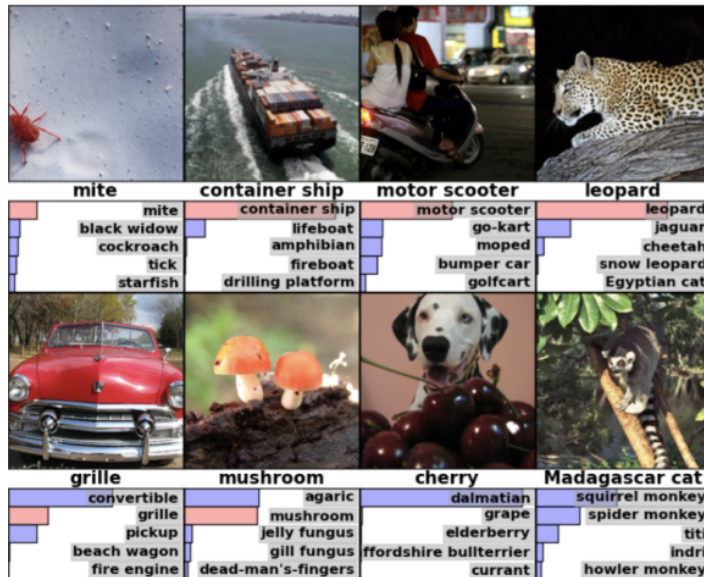 mite
container ship
motor scooter
leopard
mite
black widow
cockroach
tick
starfish
container ship
lifeboat
amphibian
fireboat
drilling platform
motor scooter
go-kart
moped
bumper car
golfcart
leopard
jaguar
cheetah
snow leopard
Egyptian cat
grille
mushroom
cherry
Madagascar cat
convertible
grille
pickup
beach wagon
fire engine
agaric
mushroom
jelly fungus
gill fungus
dead-man's-fingers
dalmatian
grape
elderberry
ffordshire bullterrier
currant
squirrel monkey
spider monkey
titi
indri
howler monkey